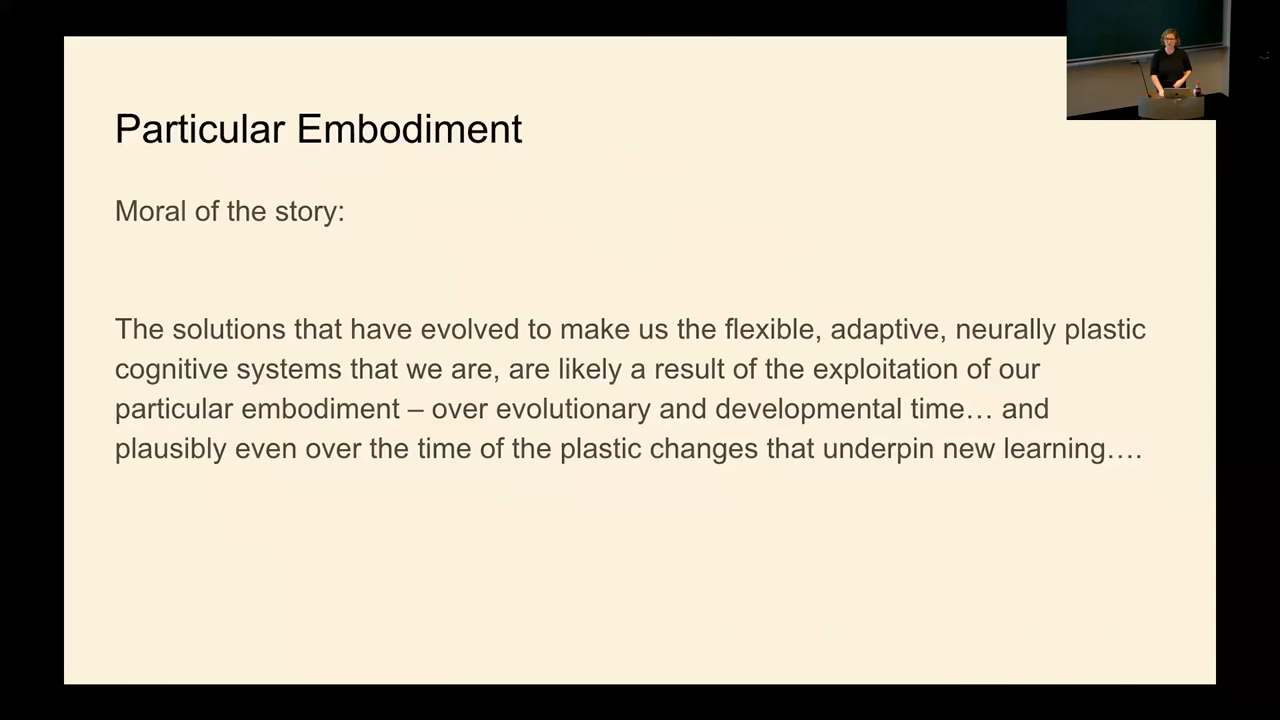 Particular Embodiment
Moral of the story:
The solutions that have evolved to make us the flexible, adaptive, neurally plastic
cognitive systems that we are, are likely a result of the exploitation of our
particular embodiment – over evolutionary and developmental time… and
plausibly even over the time of the plastic changes that underpin new learning….